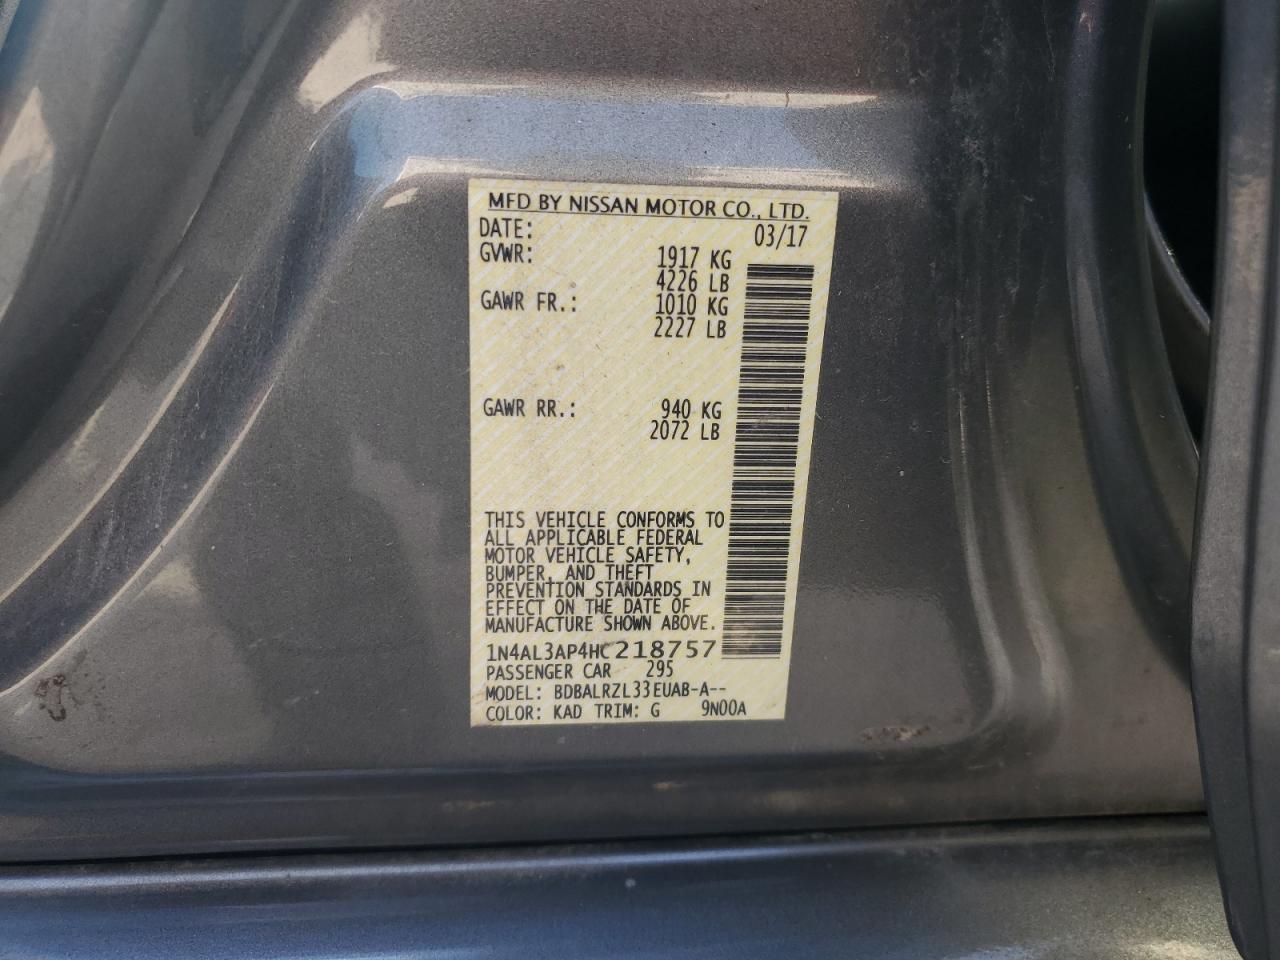 MFD BY NISSAN MOTOR CO., LTD.
DATE: 03/17
GVWR: 1917 KG
4226 LB
GAWR FR.: 1010 KG
2227 LB
GAWR RR.: 940 KG
2072 LB
THIS VEHICLE CONFORMS TO
ALL APPLICABLE FEDERAL
MOTOR VEHICLE SAFETY,
BUMPER, AND THEFT
PREVENTION STANDARDS IN
EFFECT ON THE DATE OF
MANUFACTURE SHOWN ABOVE.
1N4AL3AP4HC218757
PASSENGER CAR 295
MODEL: BDBALRZL33EUAB-A--
COLOR: KAD TRIM: G 9N00A